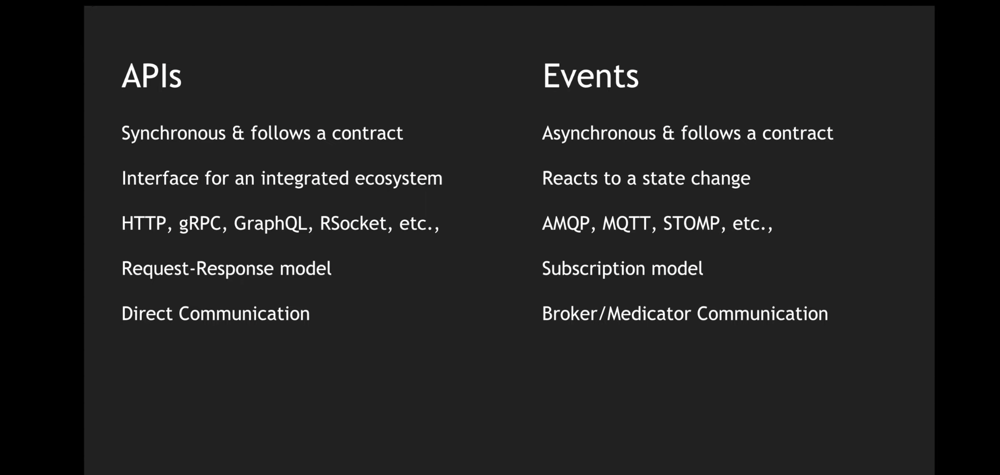 APIs
Synchronous & follows a contract
Interface for an integrated ecosystem
HTTP, gRPC, GraphQL, RSocket, etc.,
Request-Response model
Direct Communication
Events
Asynchronous & follows a contract
Reacts to a state change
AMQP, MQTT, STOMP, etc.,
Subscription model
Broker/Medicator Communication